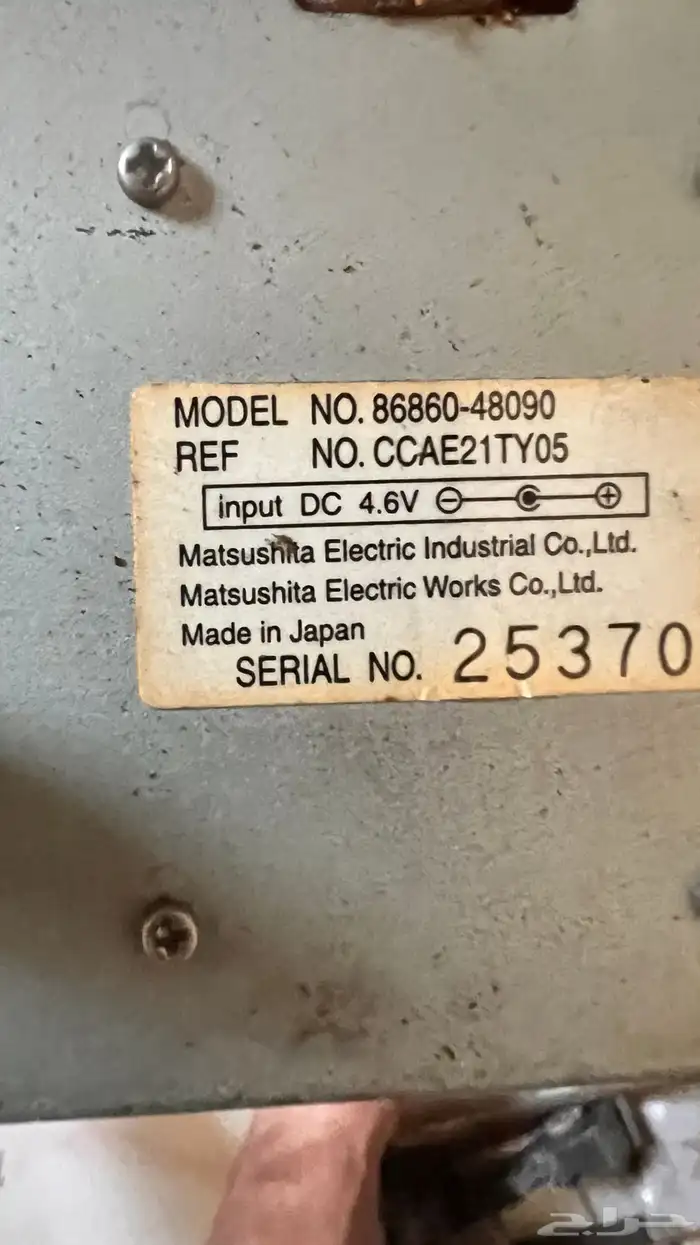 MODEL NO. 86860-48090
REF NO. CCAE21TY05
input DC 4.6V
Matsushita Electric Industrial Co.,Ltd.
Matsushita Electric Works Co.,Ltd.
Made in Japan
SERIAL NO. 25370
حراج